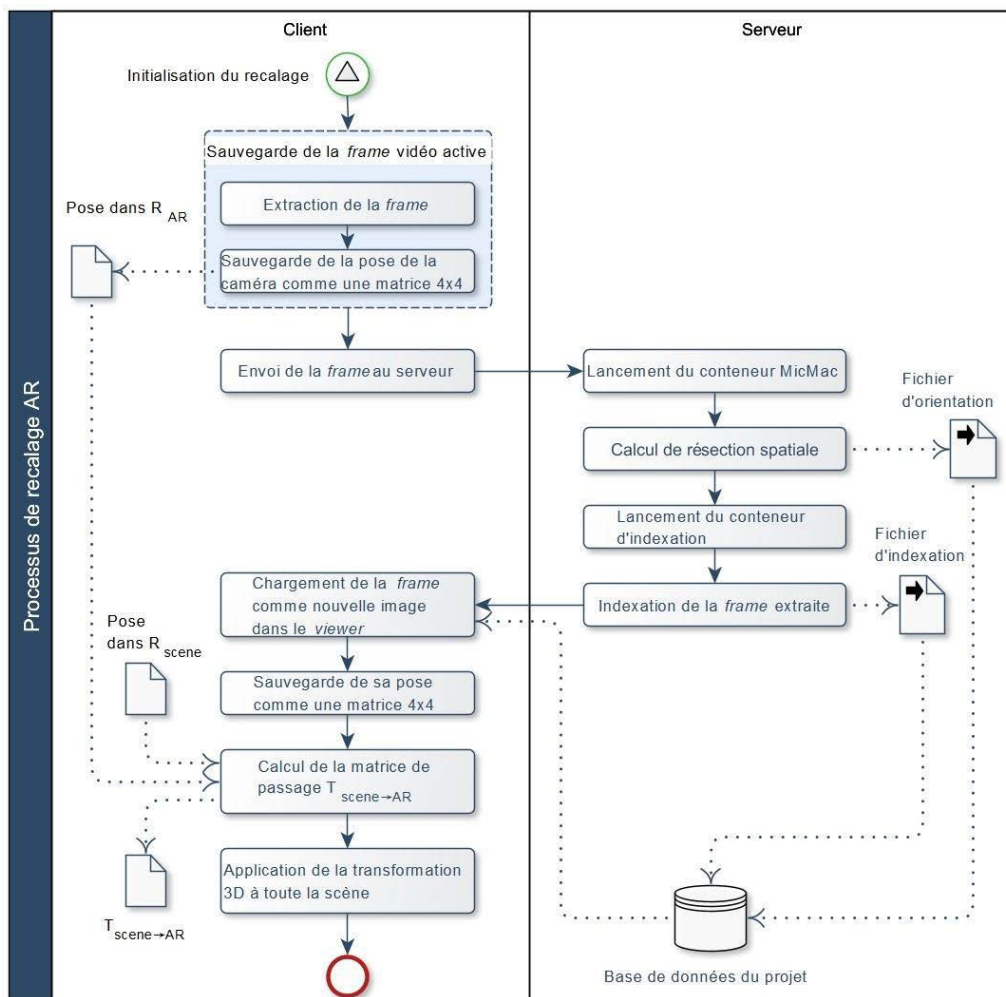 Processus de recalage AR
Client
Serveur
Initialisation du recalage
Sauvegarde de la frame vidéo active
Extraction de la frame
Pose dans R AR
Sauvegarde de la pose de la
caméra comme une matrice 4x4
Envoi de la frame au serveur
Lancement du conteneur MicMac
Fichier
d'orientation
Calcul de résection spatiale
Lancement du conteneur
d'indexation
Fichier
d'indexation
Indexation de la frame extraite
Chargement de la frame
comme nouvelle image
dans le viewer
Pose
dans R scene
Sauvegarde de sa pose
comme une matrice 4x4
Calcul de la matrice de
passage T scene→AR
Application de la transformation
3D à toute la scène
T scene→AR
Base de données du projet